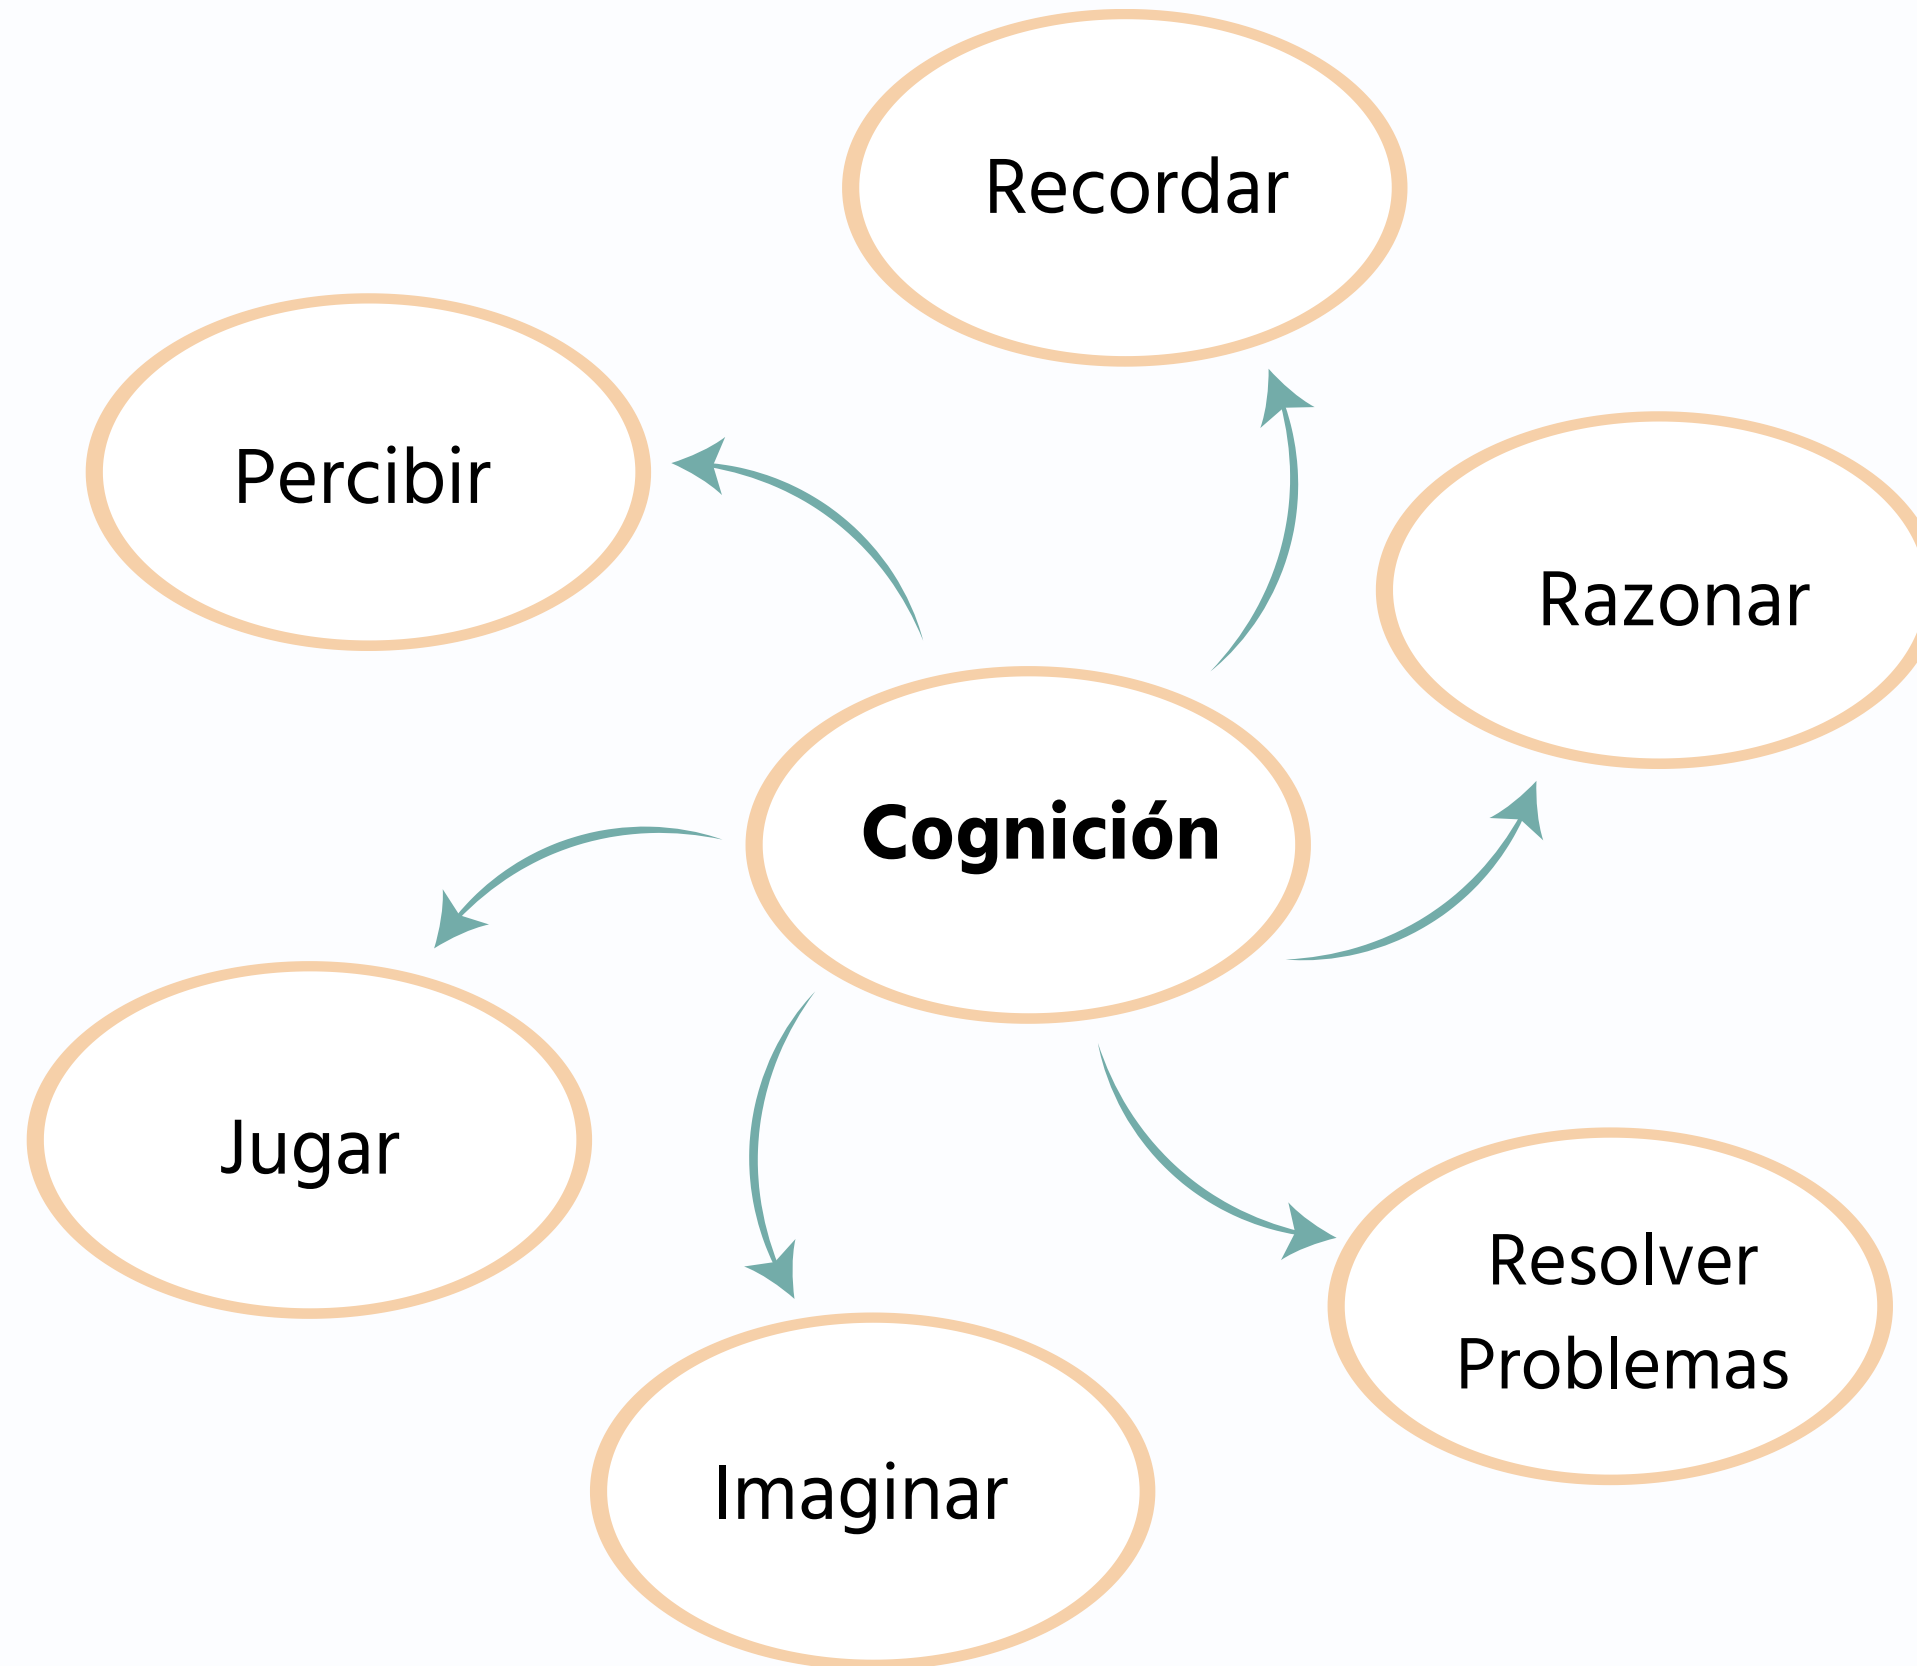 Recordar
Percibir
Razonar
Cognición
Jugar
Resolver
Problemas
Imaginar